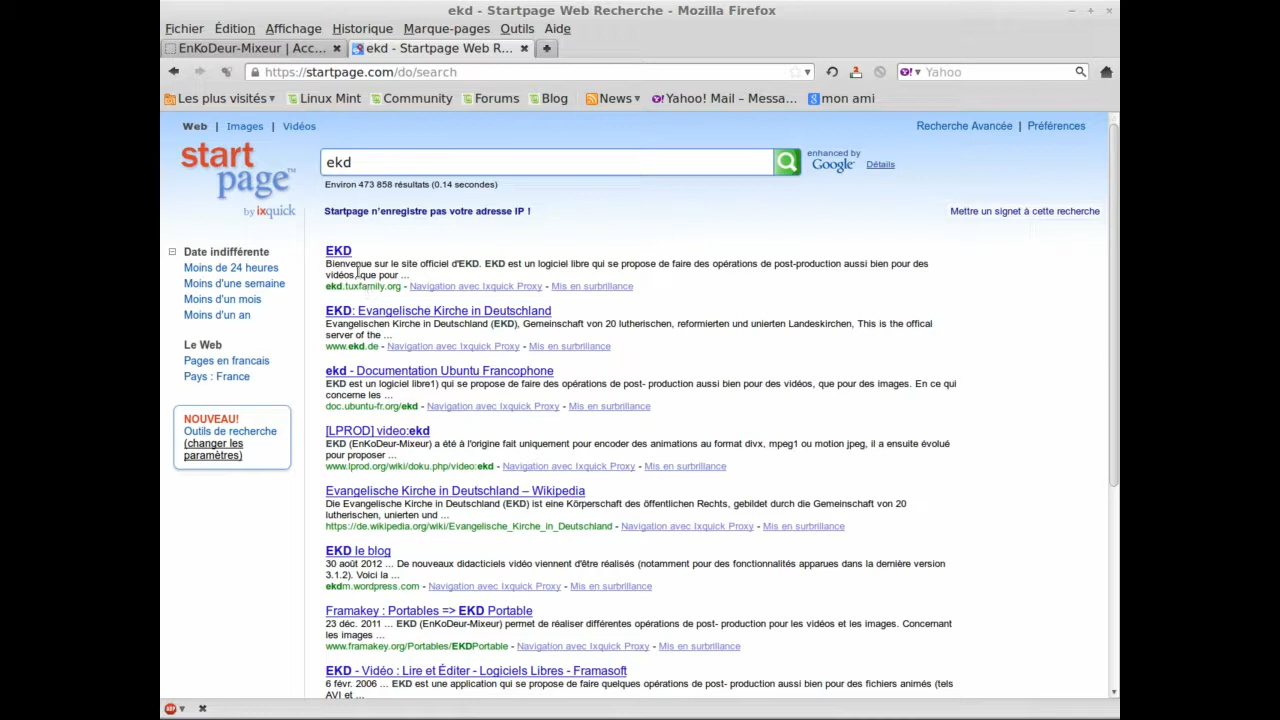 ekd - Startpage Web Recherche - Mozilla Firefox
Fichier Édition Affichage Historique Marque-pages Outils Aide
EnKoDeur-Mixeur | Acc... ekd - Startpage Web R...
https://startpage.com/do/search Yahoo
Les plus visités Linux Mint Community Forums Blog News Yahoo! Mail – Messa... mon ami
Web | Images | Vidéos Recherche Avancée | Préférences
start
page™
by ixquick
ekd
enhanced by
Google™ Détails
Environ 473 858 résultats (0.14 secondes)
Startpage n'enregistre pas votre adresse IP ! Mettre un signet à cette recherche
Date indifférente
Moins de 24 heures
Moins d'une semaine
Moins d'un mois
Moins d'un an
Le Web
Pages en francais
Pays : France
NOUVEAU!
Outils de recherche
(changer les
paramètres)
EKD
Bienvenue sur le site officiel d'EKD. EKD est un logiciel libre qui se propose de faire des opérations de post-production aussi bien pour des
vidéos, que pour ...
ekd.tuxfamily.org - Navigation avec Ixquick Proxy - Mis en surbrillance
EKD: Evangelische Kirche in Deutschland
Evangelischen Kirche in Deutschland (EKD), Gemeinschaft von 20 lutherischen, reformierten und unierten Landeskirchen, This is the offical
server of the ...
www.ekd.de - Navigation avec Ixquick Proxy - Mis en surbrillance
ekd - Documentation Ubuntu Francophone
EKD est un logiciel libre1) qui se propose de faire des opérations de post- production aussi bien pour des vidéos, que pour des images. En ce qui
concerne les ...
doc.ubuntu-fr.org/ekd - Navigation avec Ixquick Proxy - Mis en surbrillance
[LPROD] video:ekd
EKD (EnKoDeur-Mixeur) a été à l'origine fait uniquement pour encoder des animations au format divx, mpeg1 ou motion jpeg, il a ensuite évolué
pour proposer ...
www.lprod.org/wiki/doku.php/video:ekd - Navigation avec Ixquick Proxy - Mis en surbrillance
Evangelische Kirche in Deutschland – Wikipedia
Die Evangelische Kirche in Deutschland (EKD) ist eine Körperschaft des öffentlichen Rechts, gebildet durch die Gemeinschaft von 20
lutherischen, unierten und ...
https://de.wikipedia.org/wiki/Evangelische_Kirche_in_Deutschland - Navigation avec Ixquick Proxy - Mis en surbrillance
EKD le blog
30 août 2012 ... De nouveaux didacticiels vidéo viennent d'être réalisés (notamment pour des fonctionnalités apparues dans la dernière version
3.1.2). Voici la ...
ekdm.wordpress.com - Navigation avec Ixquick Proxy - Mis en surbrillance
Framakey : Portables => EKD Portable
23 déc. 2011 ... EKD (EnKoDeur-Mixeur) permet de réaliser différentes opérations de post- production pour les vidéos et les images. Concernant
les images ...
www.framakey.org/Portables/EKDPortable - Navigation avec Ixquick Proxy - Mis en surbrillance
EKD - Vidéo : Lire et Éditer - Logiciels Libres - Framasoft
6 févr. 2006 ... EKD est une application qui se propose de faire quelques opérations de post- production aussi bien pour des fichiers animés (tels
AVI et ...